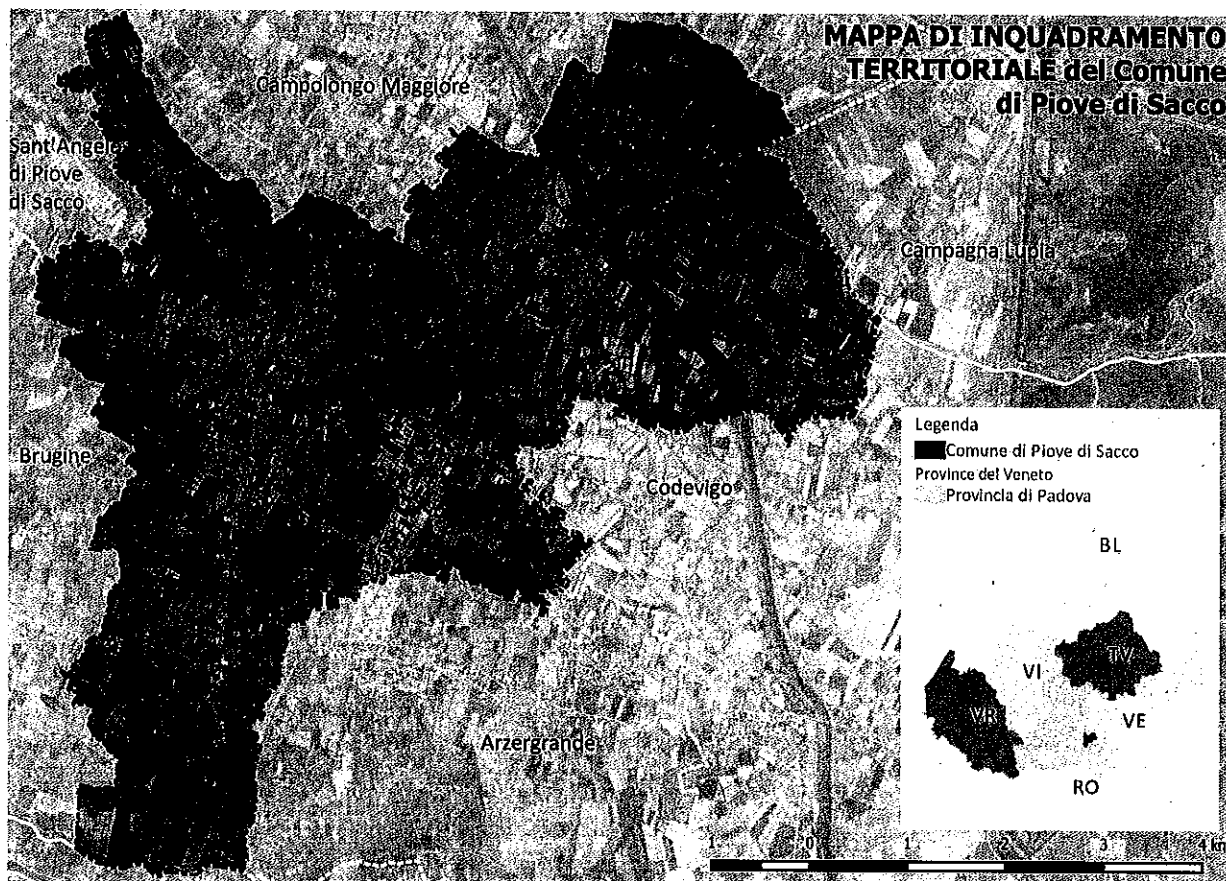 MAPPA DI INQUADRAMENTO
TERRITORIALE del Comune
di Piove di Sacco
Campolongo Maggiore
Sant'Angelo
di Piove
di Sacco
Campagna Lupia
Brugine
Codevigo
Arzergrande
Legenda
Comune di Piove di Sacco
Province del Veneto
Provincia di Padova
BL
TV
VI
VR
VE
RO
1 0 1 2 3 4 km